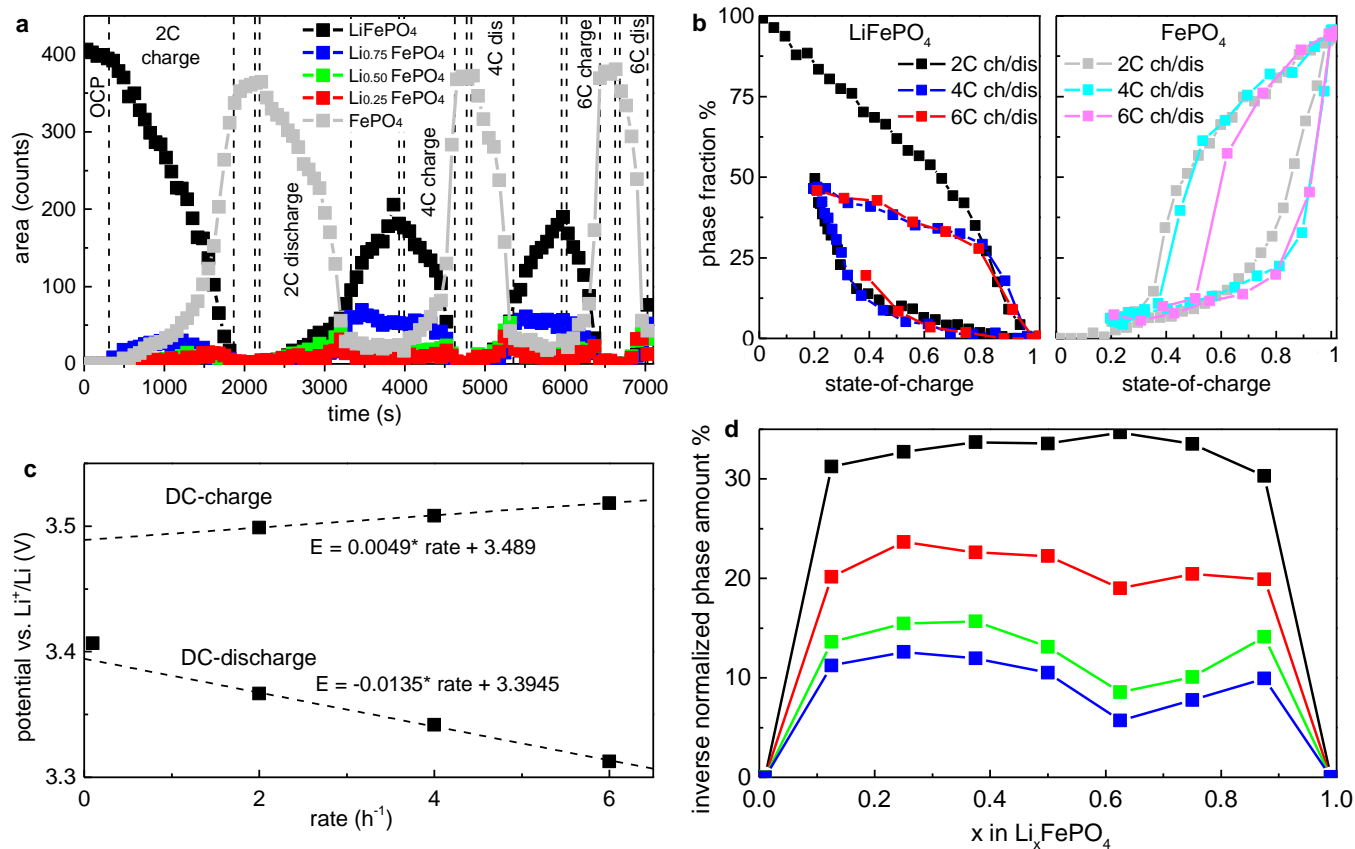 a
area (counts)
400
300
200
100
0
OCP
2C
charge
2C discharge
4C charge
4C dis
6C charge
6C dis
LiFePO₄
Li₀.₇₅ FePO₄
Li₀.₅₀ FePO₄
Li₀.₂₅ FePO₄
FePO₄
0 1000 2000 3000 4000 5000 6000 7000
time (s)
b
phase fraction %
100
75
50
25
0
LiFePO₄
2C ch/dis
4C ch/dis
6C ch/dis
0 0.2 0.4 0.6 0.8 1
state-of-charge
FePO₄
2C ch/dis
4C ch/dis
6C ch/dis
0 0.2 0.4 0.6 0.8 1
state-of-charge
c
potential vs. Li⁺/Li (V)
3.5
3.4
3.3
DC-charge
E = 0.0049* rate + 3.489
DC-discharge
E = -0.0135* rate + 3.3945
0 2 4 6
rate (h⁻¹)
d
inverse normalized phase amount %
30
20
10
0
0.0 0.2 0.4 0.6 0.8 1.0
x in LiₓFePO₄